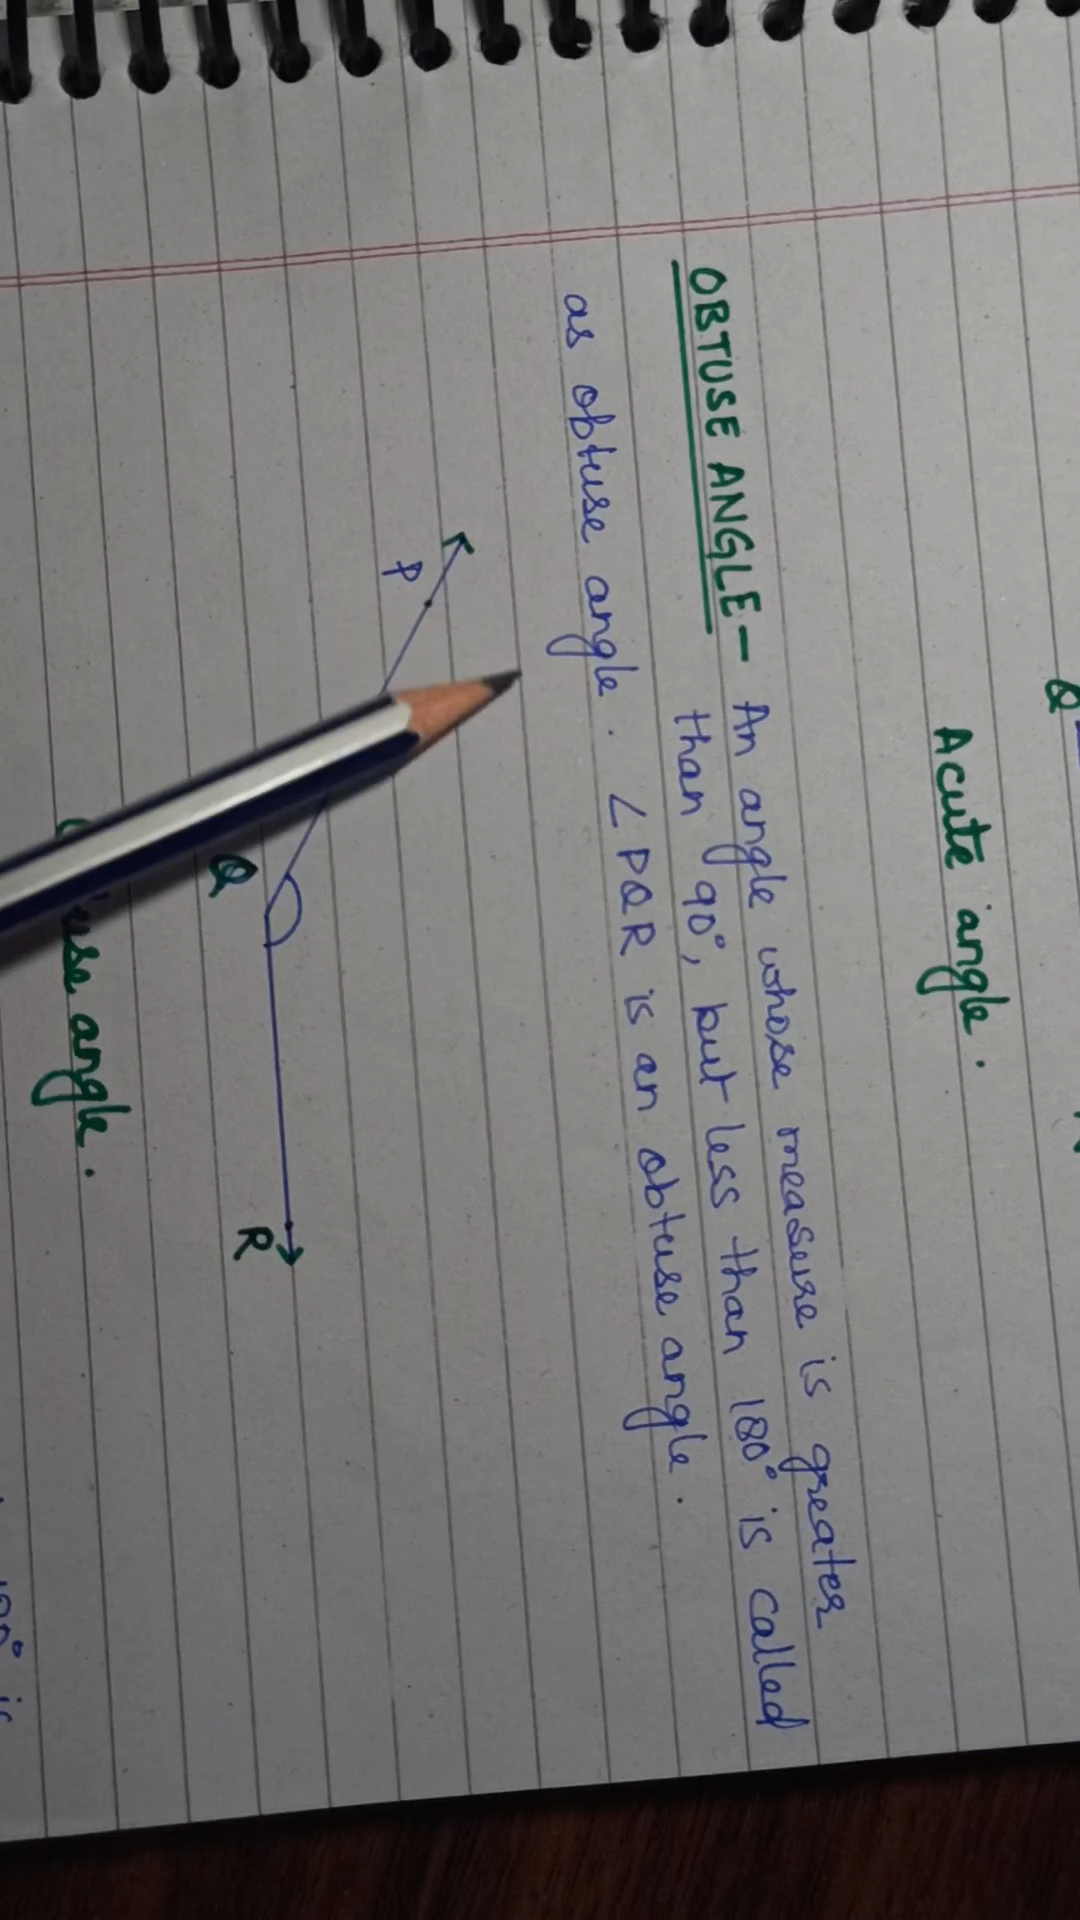 Q
Acute angle.
OBTUSE ANGLE- An angle whose measure is greater
than 90°, but less than 180° is called
as obtuse angle. ∠PQR is an obtuse angle.
P
Q
R
angle.
is